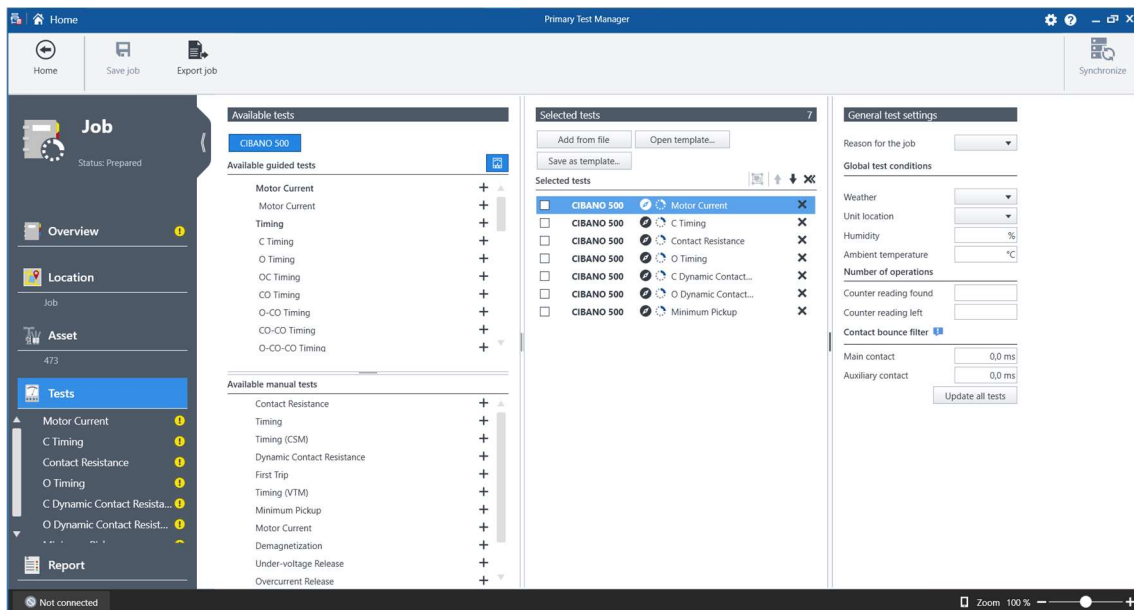 Home
Primary Test Manager
Home
Save job
Export job
Synchronize
Job
Status: Prepared
Overview
Location
Job
Asset
473
Tests
Motor Current
C Timing
Contact Resistance
O Timing
C Dynamic Contact Resista...
O Dynamic Contact Resist...
Report
Available tests
CIBANO 500
Available guided tests
Motor Current
Motor Current
Timing
C Timing
O Timing
OC Timing
CO Timing
O-CO Timing
CO-CO Timing
O-CO-CO Timing
Available manual tests
Contact Resistance
Timing
Timing (CSM)
Dynamic Contact Resistance
First Trip
Timing (VTM)
Minimum Pickup
Motor Current
Demagnetization
Under-voltage Release
Overcurrent Release
Selected tests 7
Add from file Open template...
Save as template...
Selected tests
CIBANO 500 Motor Current
CIBANO 500 C Timing
CIBANO 500 Contact Resistance
CIBANO 500 O Timing
CIBANO 500 C Dynamic Contact...
CIBANO 500 O Dynamic Contact...
CIBANO 500 Minimum Pickup
General test settings
Reason for the job
Global test conditions
Weather
Unit location
Humidity %
Ambient temperature °C
Number of operations
Counter reading found
Counter reading left
Contact bounce filter
Main contact 0,0 ms
Auxiliary contact 0,0 ms
Update all tests
Not connected
Zoom 100 %